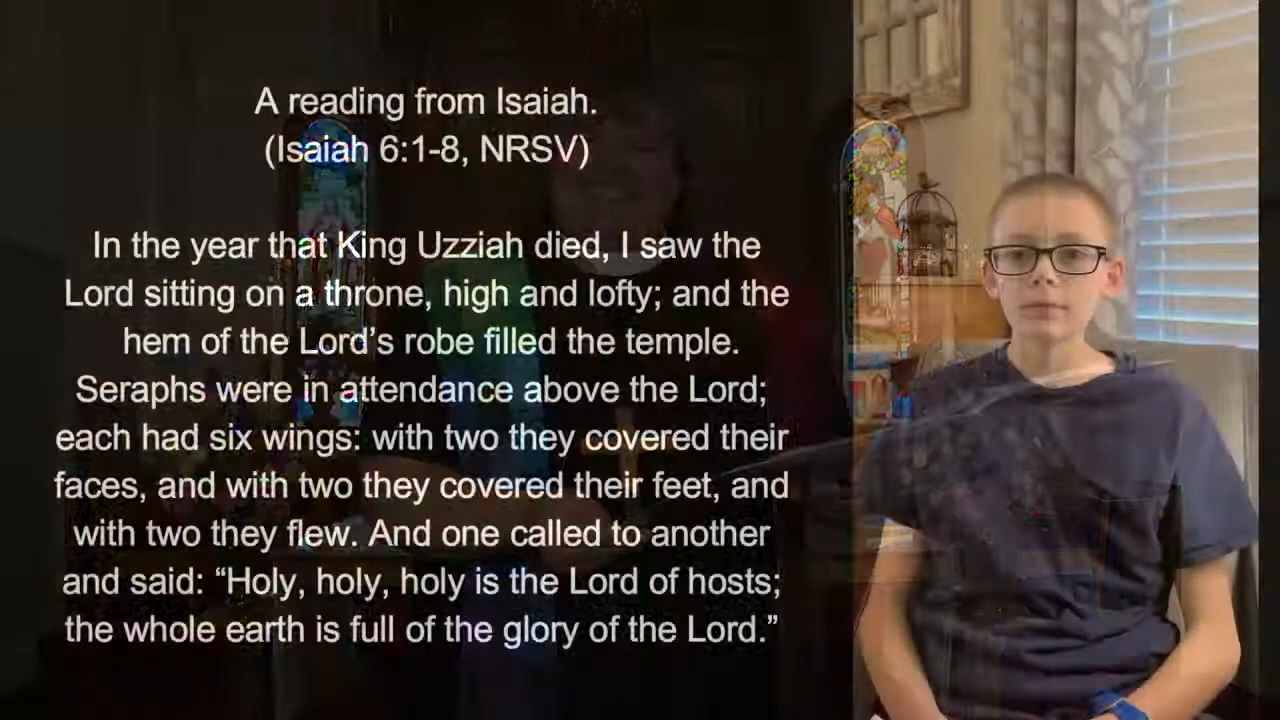 A reading from Isaiah.
(Isaiah 6:1-8, NRSV)
In the year that King Uzziah died, I saw the
Lord sitting on a throne, high and lofty; and the
hem of the Lord’s robe filled the temple.
Seraphs were in attendance above the Lord;
each had six wings: with two they covered their
faces, and with two they covered their feet, and
with two they flew. And one called to another
and said: “Holy, holy, holy is the Lord of hosts;
the whole earth is full of the glory of the Lord.”